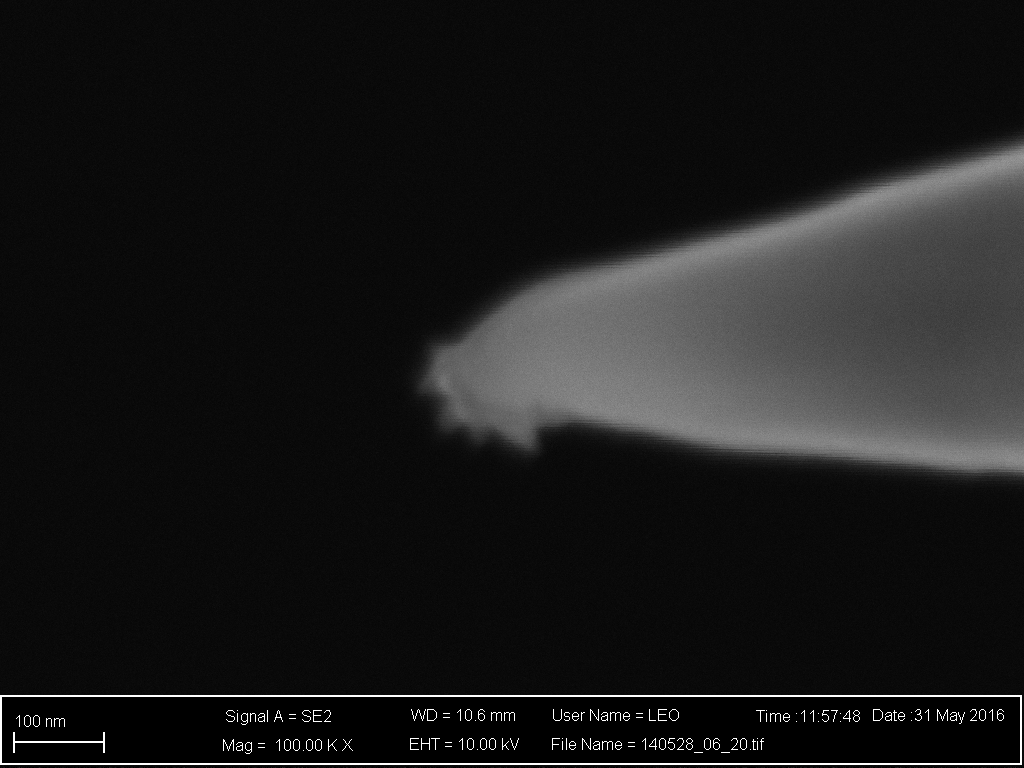 100 nm
Signal A = SE2
Mag = 100.00 K X
WD = 10.6 mm
EHT = 10.00 kV
User Name = LEO
File Name = 140528_06_20.tif
Time :11:57:48 Date :31 May 2016